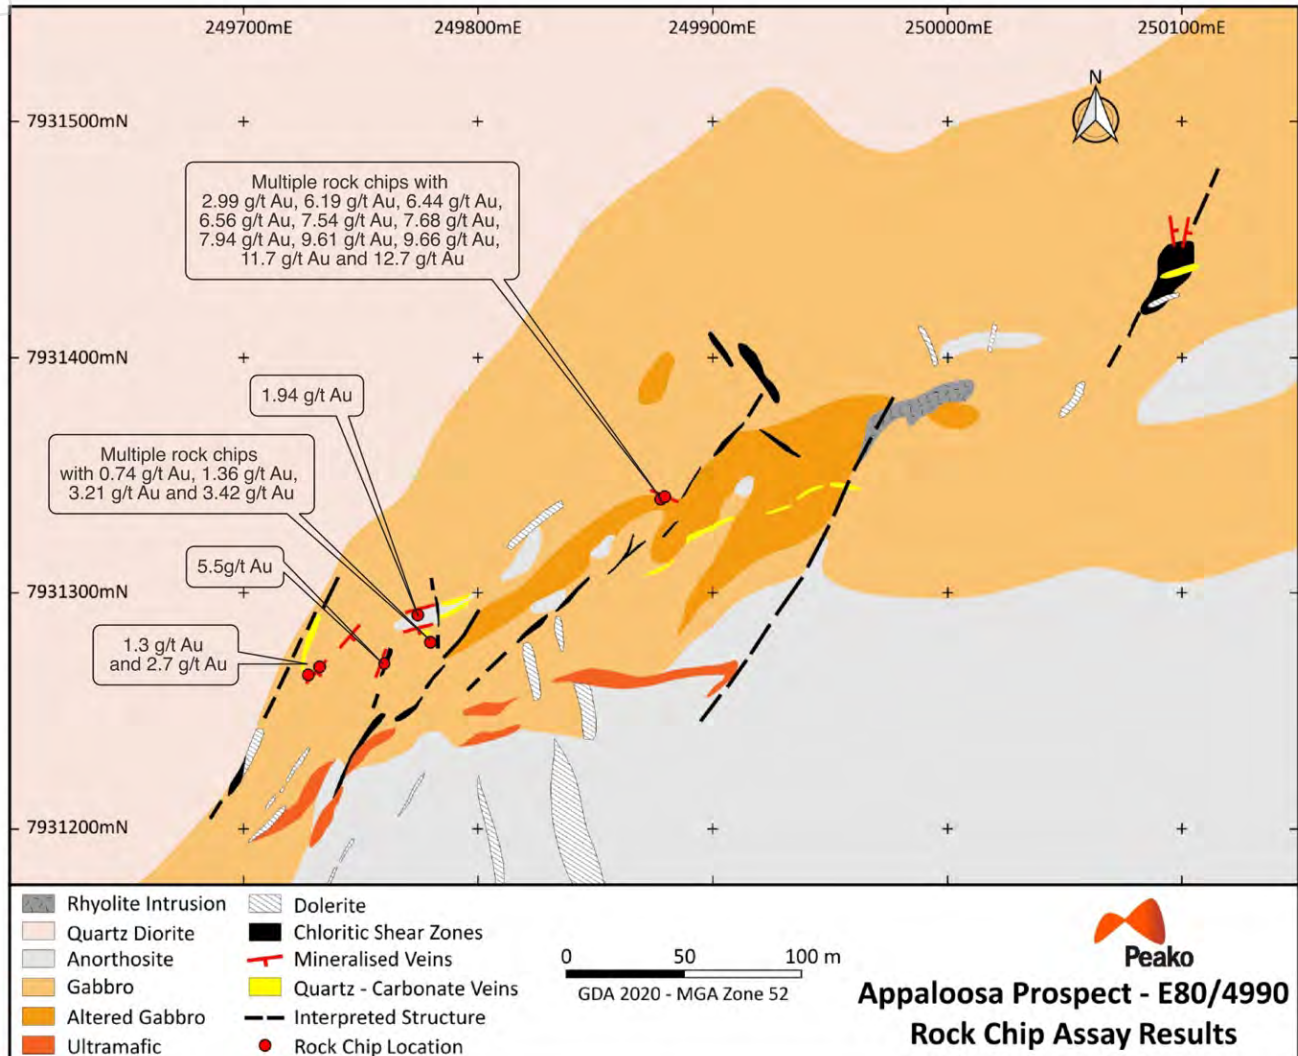 249700mE
249800mE
249900mE
250000mE
250100mE
N
7931500mN
Multiple rock chips with
2.99 g/t Au, 6.19 g/t Au, 6.44 g/t Au,
6.56 g/t Au, 7.54 g/t Au, 7.68 g/t Au,
7.94 g/t Au, 9.61 g/t Au, 9.66 g/t Au,
11.7 g/t Au and 12.7 g/t Au
7931400mN
1.94 g/t Au
Multiple rock chips
with 0.74 g/t Au, 1.36 g/t Au,
3.21 g/t Au and 3.42 g/t Au
5.5g/t Au
7931300mN
1.3 g/t Au
and 2.7 g/t Au
7931200mN
Rhyolite Intrusion
Quartz Diorite
Anorthosite
Gabbro
Altered Gabbro
Ultramafic
Dolerite
Chloritic Shear Zones
Mineralised Veins
Quartz - Carbonate Veins
Interpreted Structure
Rock Chip Location
0 50 100 m
GDA 2020 - MGA Zone 52
Peako
Appaloosa Prospect - E80/4990
Rock Chip Assay Results